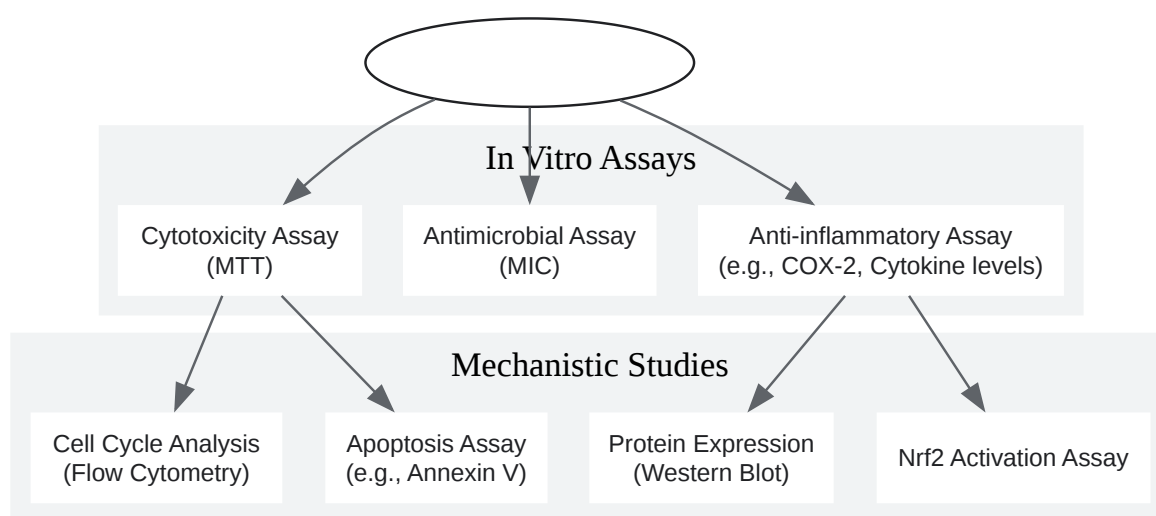 In Vitro Assays
Cytotoxicity Assay
(MTT)
Antimicrobial Assay
(MIC)
Anti-inflammatory Assay
(e.g., COX-2, Cytokine levels)
Mechanistic Studies
Cell Cycle Analysis
(Flow Cytometry)
Apoptosis Assay
(e.g., Annexin V)
Protein Expression
(Western Blot)
Nrf2 Activation Assay